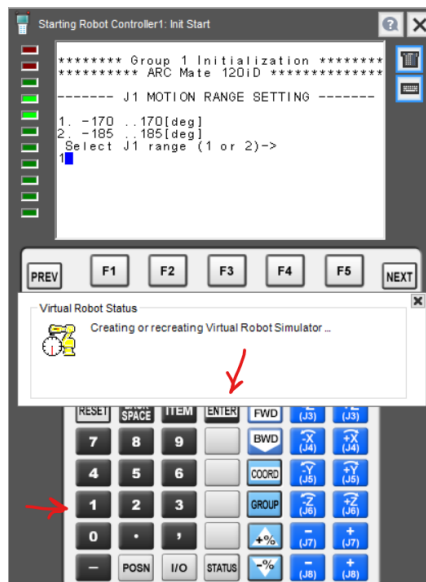 Starting Robot Controller1: Init Start
******** Group 1 Initialization ********
********** ARC Mate 120iD **************
------- J1 MOTION RANGE SETTING -------
1. -170 ..170[deg]
2. -185 ..185[deg]
Select J1 range (1 or 2)->
1
PREV F1 F2 F3 F4 F5 NEXT
Virtual Robot Status
Creating or recreating Virtual Robot Simulator ...
RESET BACK SPACE ITEM ENTER FWD (J3) (J3)
7 8 9 BWD -X (J4) +X (J4)
4 5 6 COORD -Y (J5) +Y (J5)
1 2 3 GROUP -Z (J6) +Z (J6)
0 . , +% - (J7) + (J7)
- POSN I/O STATUS -% - (J8) + (J8)